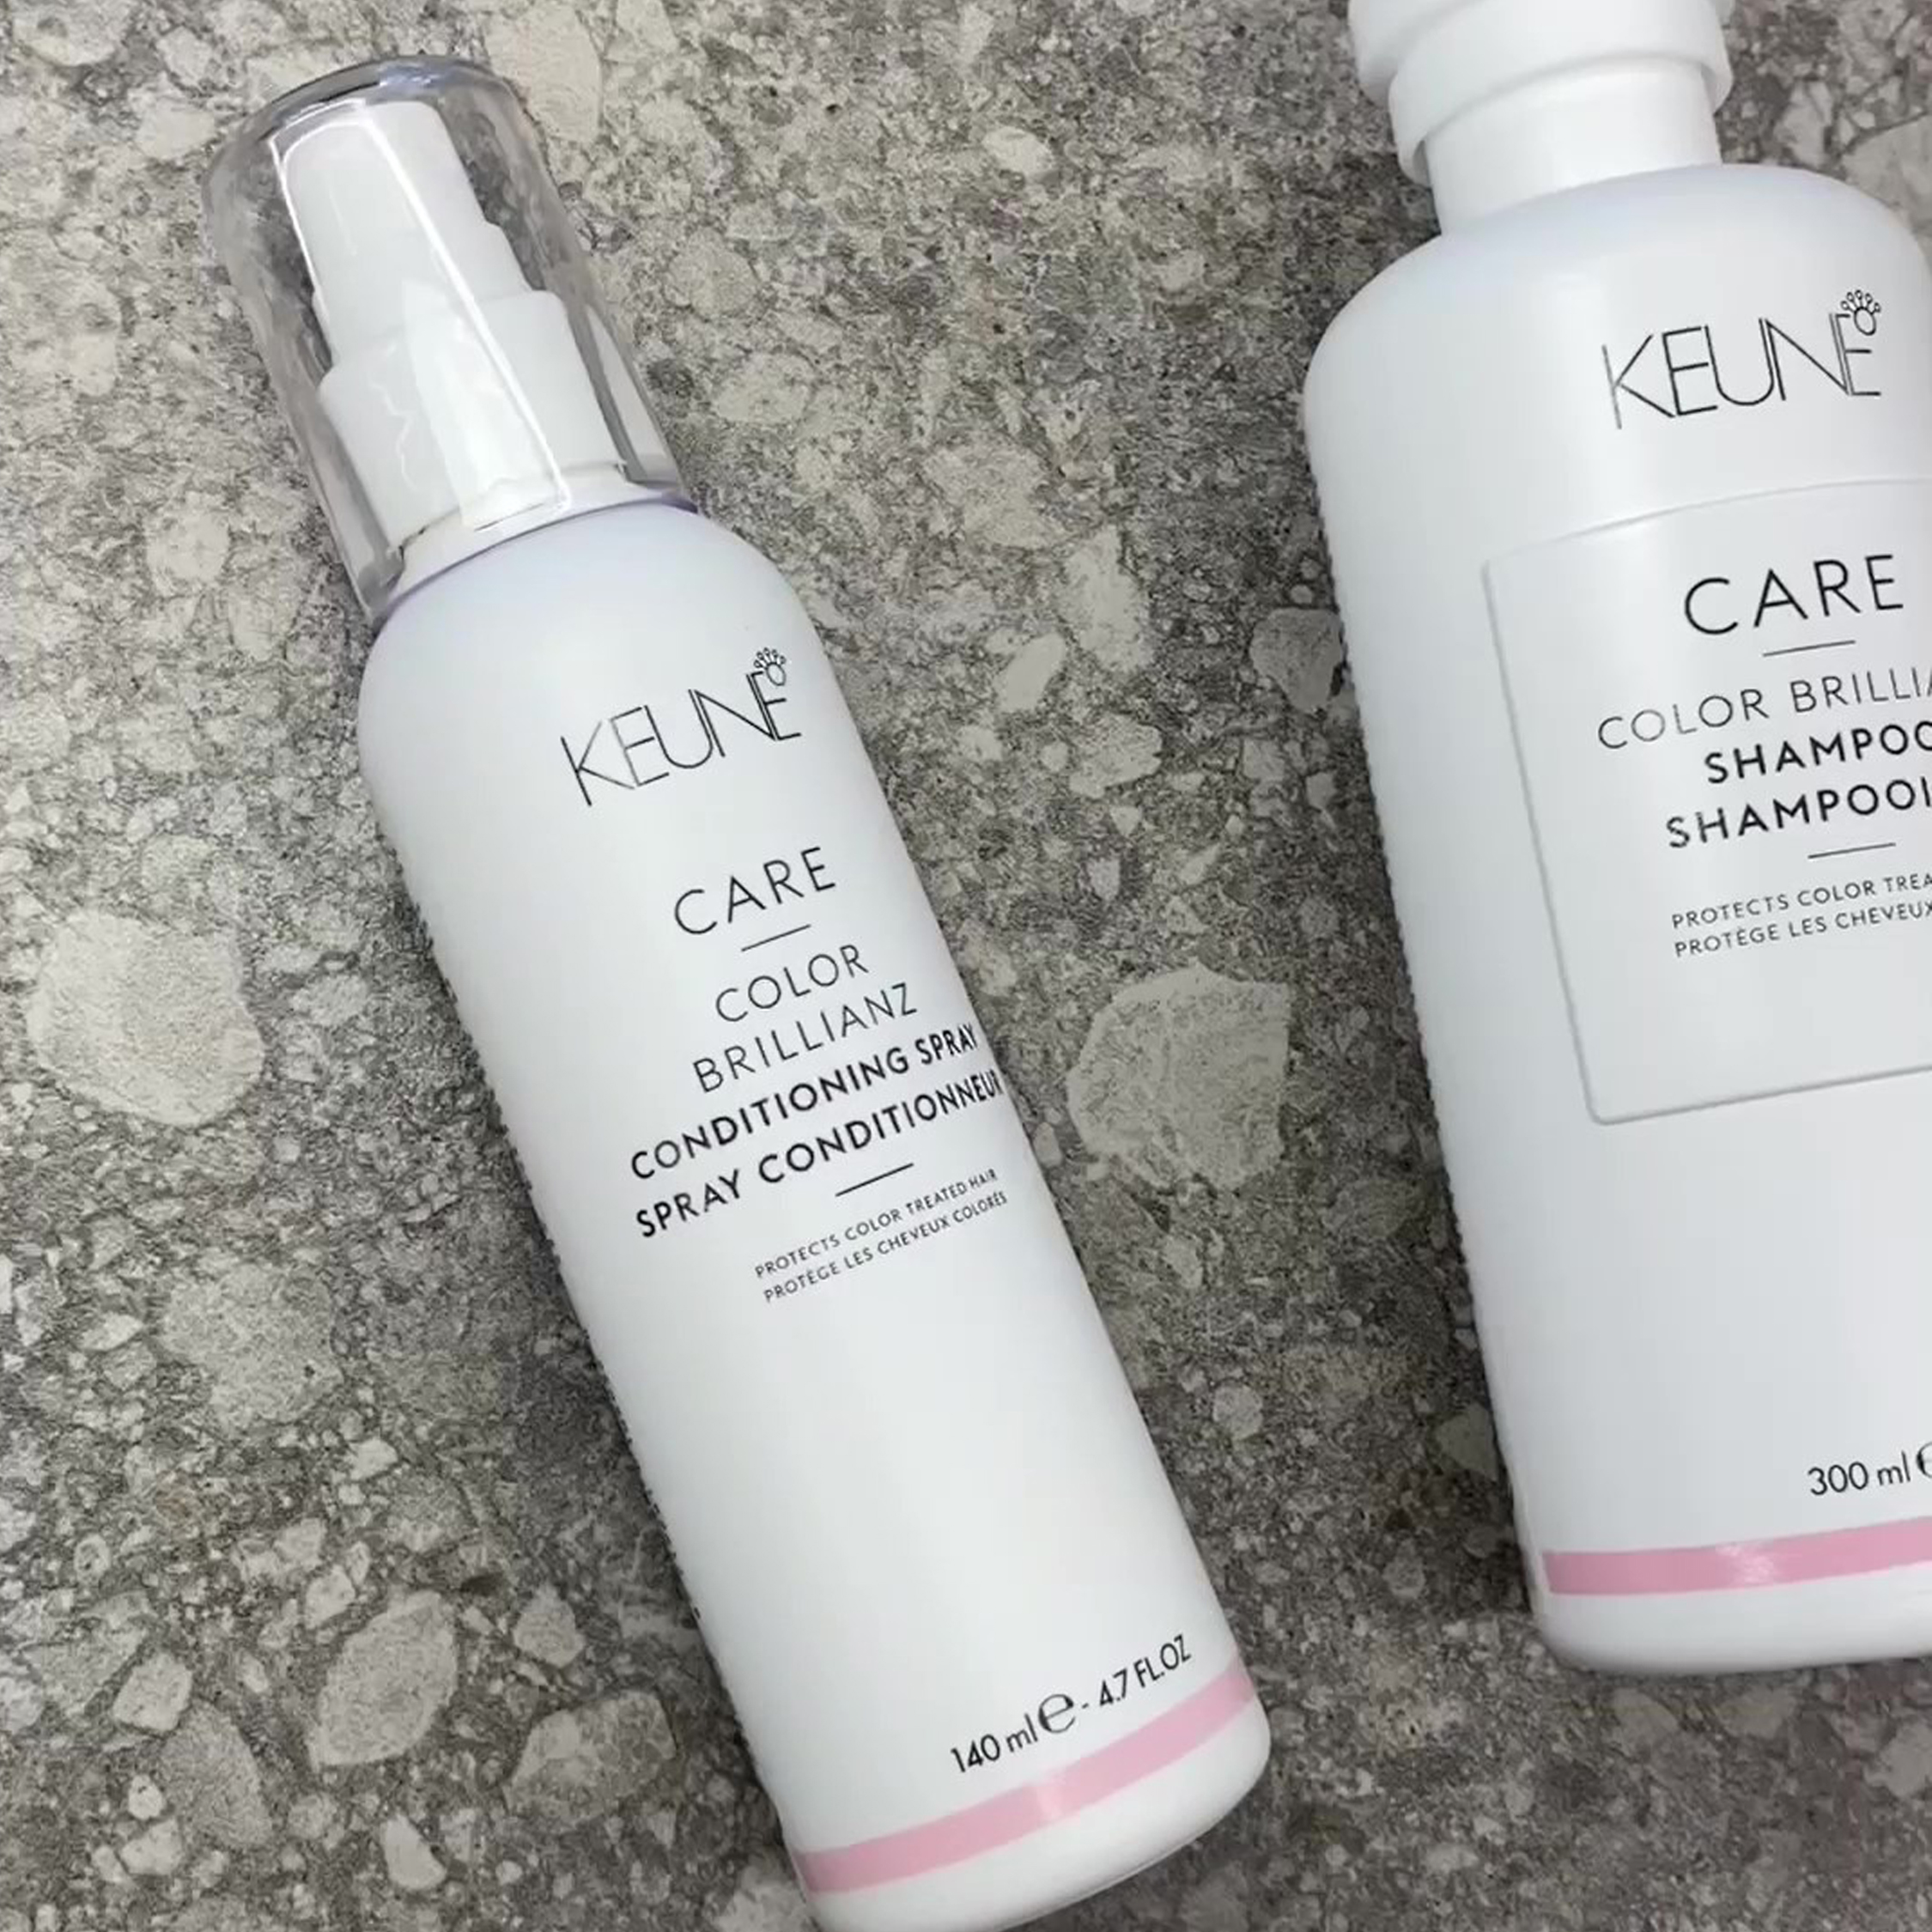 KEUNE
CARE
COLOR
BRILLIANZ
CONDITIONING SPRAY
SPRAY CONDITIONNEUR
PROTECTS COLOR TREATED HAIR
PROTÈGE LES CHEVEUX COLORÉS
140 ml e - 4.7 FL.OZ
KEUNE
CARE
COLOR BRILLIA
SHAMPOO
SHAMPOOI
PROTECTS COLOR TREA
PROTÈGE LES CHEVEUX
300 ml e